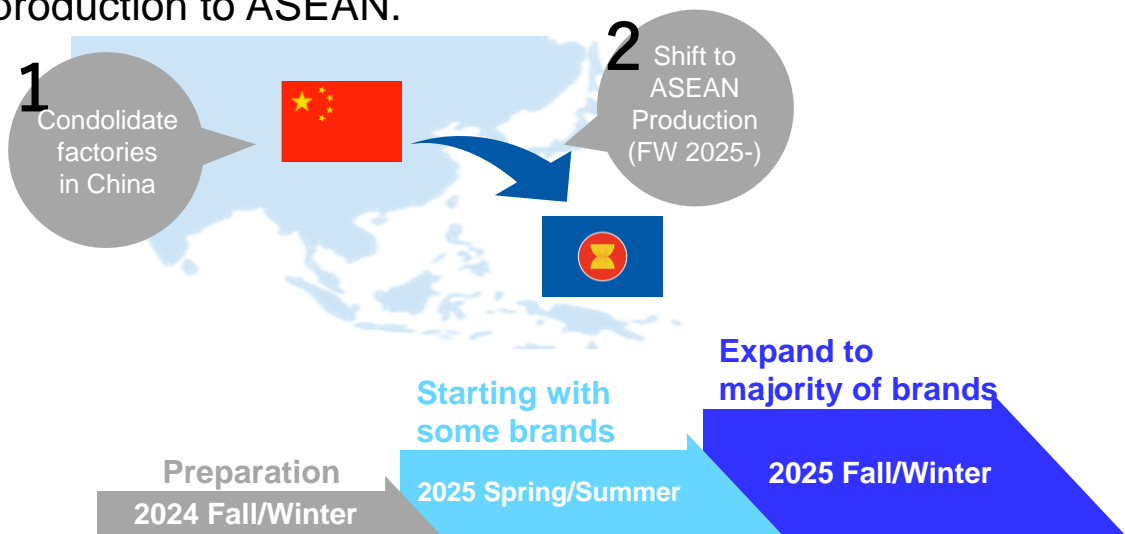 production to ASEAN.
1
Condolidate
factories
in China
2
Shift to
ASEAN
Production
(FW 2025-)
Expand to
majority of brands
Starting with
some brands
Preparation
2024 Fall/Winter
2025 Spring/Summer
2025 Fall/Winter